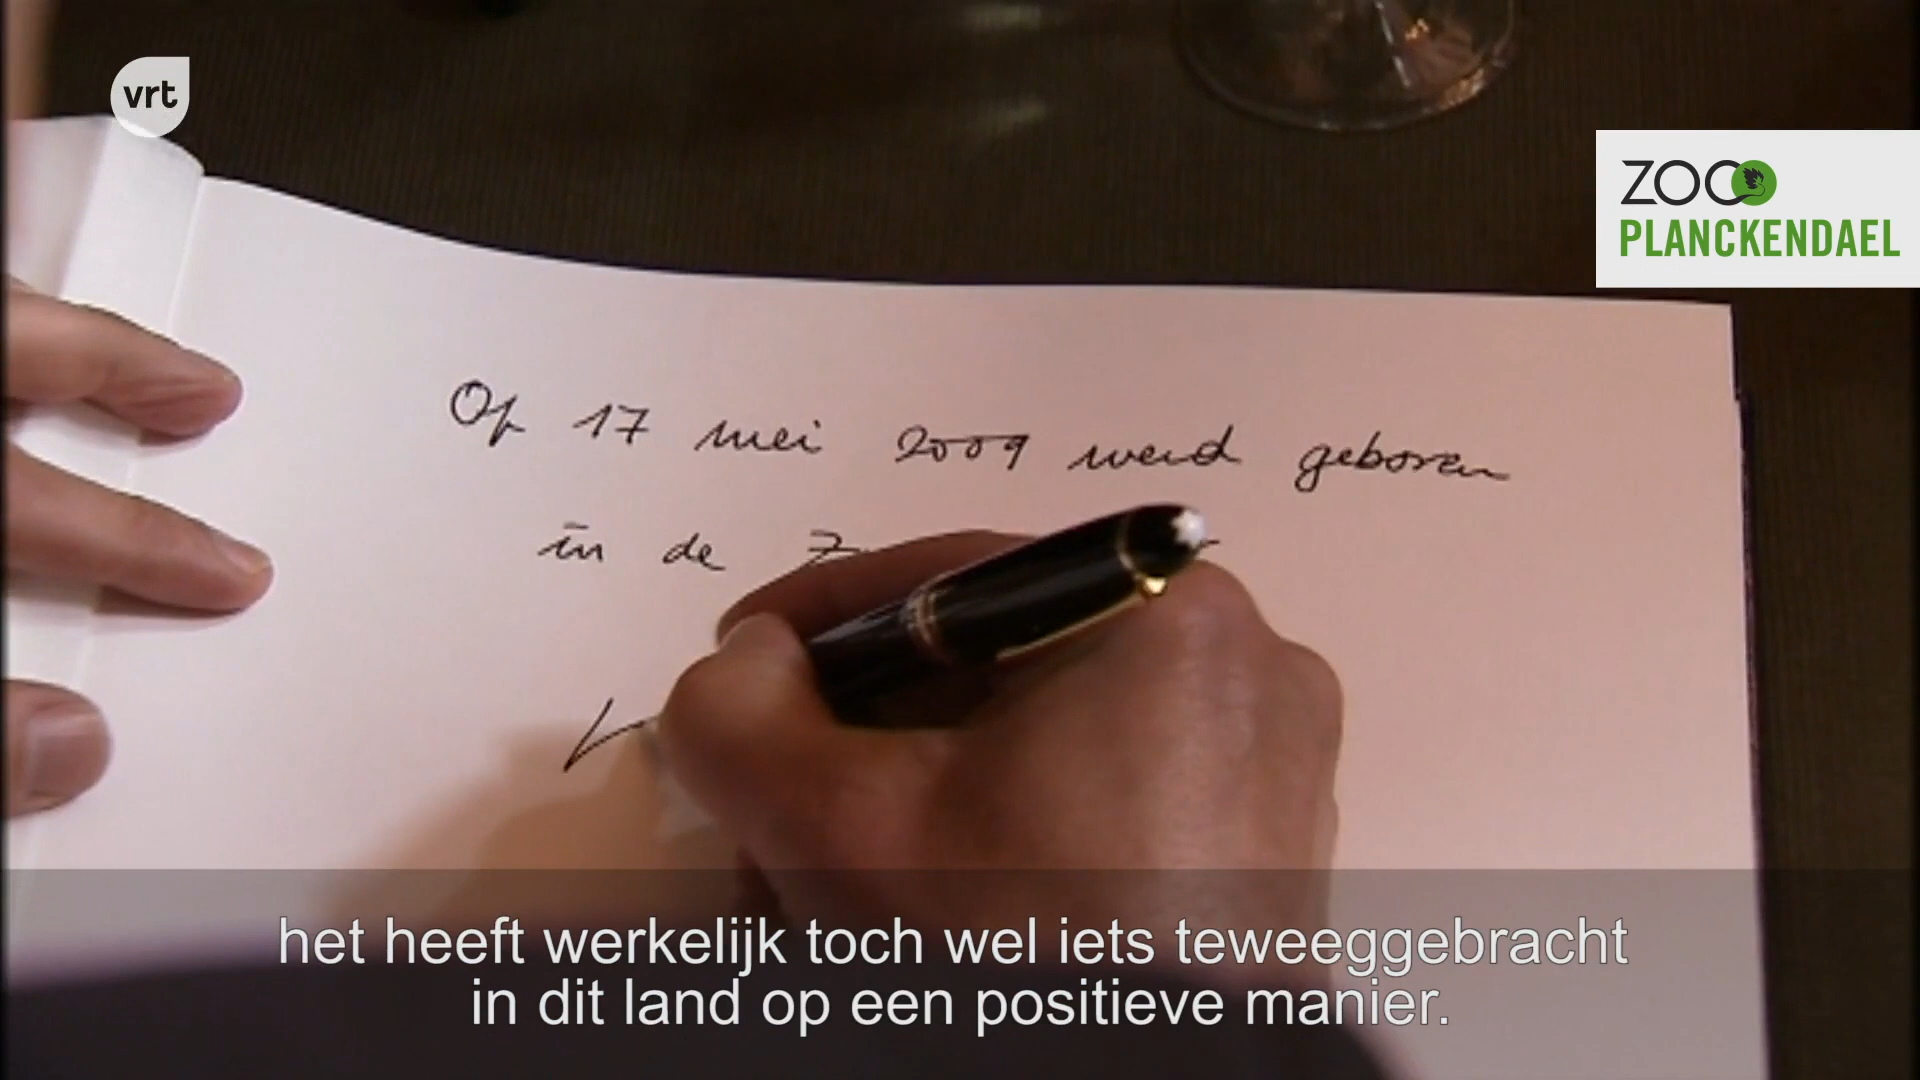 vrt
ZOO
PLANCKENDAEL
Op 17 mei 2009 werd geboren
in de
het heeft werkelijk toch wel iets teweeggebracht
in dit land op een positieve manier.